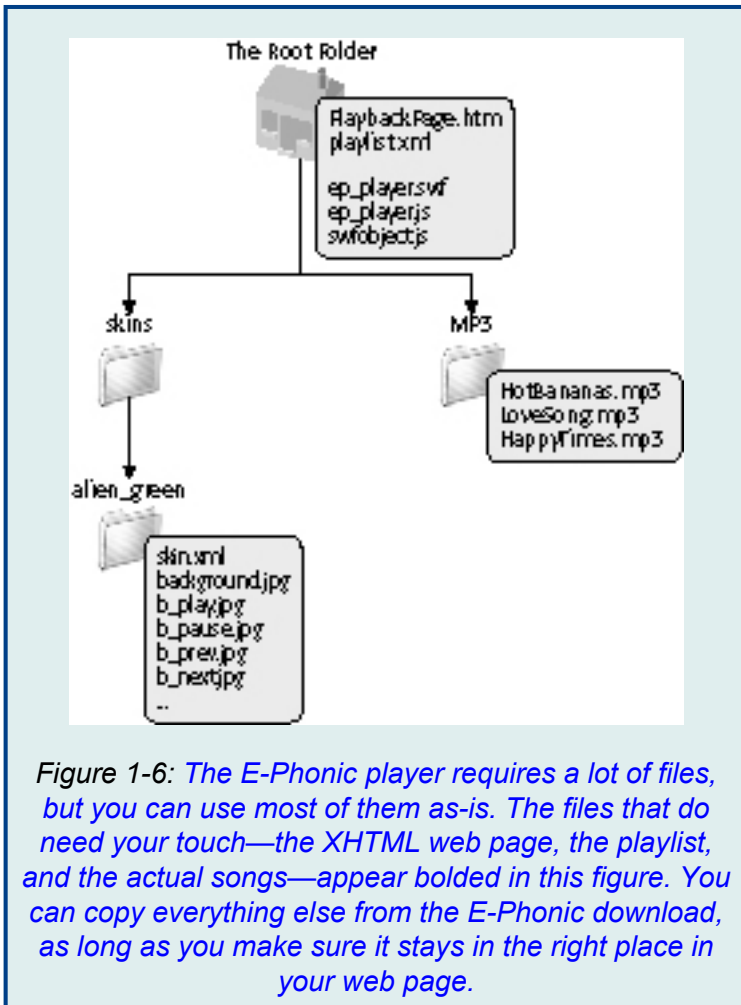 The Root Folder
PlaybackPage.htm
playlist.xml
ep_player.swf
ep_player.js
swfobject.js
skins
MP3
HotBananas.mp3
LoveSong.mp3
HappyTimes.mp3
alien_green
skin.xml
background.jpg
b_play.jpg
b_pause.jpg
b_prev.jpg
b_next.jpg
...
Figure 1-6: The E-Phonic player requires a lot of files,
but you can use most of them as-is. The files that do
need your touch—the XHTML web page, the playlist,
and the actual songs—appear bolded in this figure. You
can copy everything else from the E-Phonic download,
as long as you make sure it stays in the right place in
your web page.